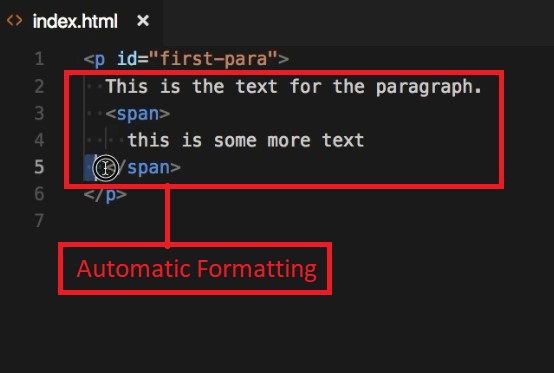 <> index.html ×
1 <p id="first-para">
2 This is the text for the paragraph.
3 <span>
4 this is some more text
5 </span>
6 </p>
7
Automatic Formatting